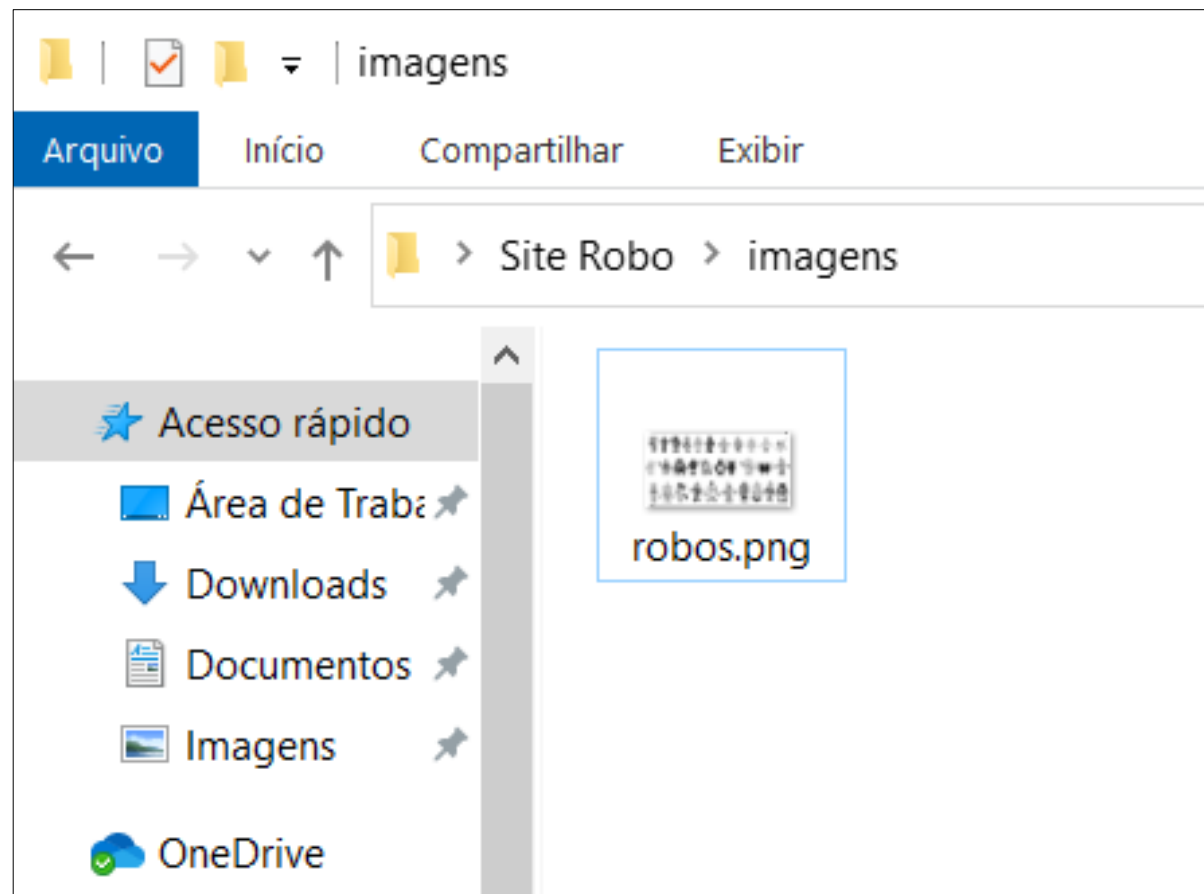 imagens
Arquivo Início Compartilhar Exibir
Site Robo imagens
Acesso rápido
Área de Traba
Downloads
Documentos
Imagens
OneDrive
robos.png